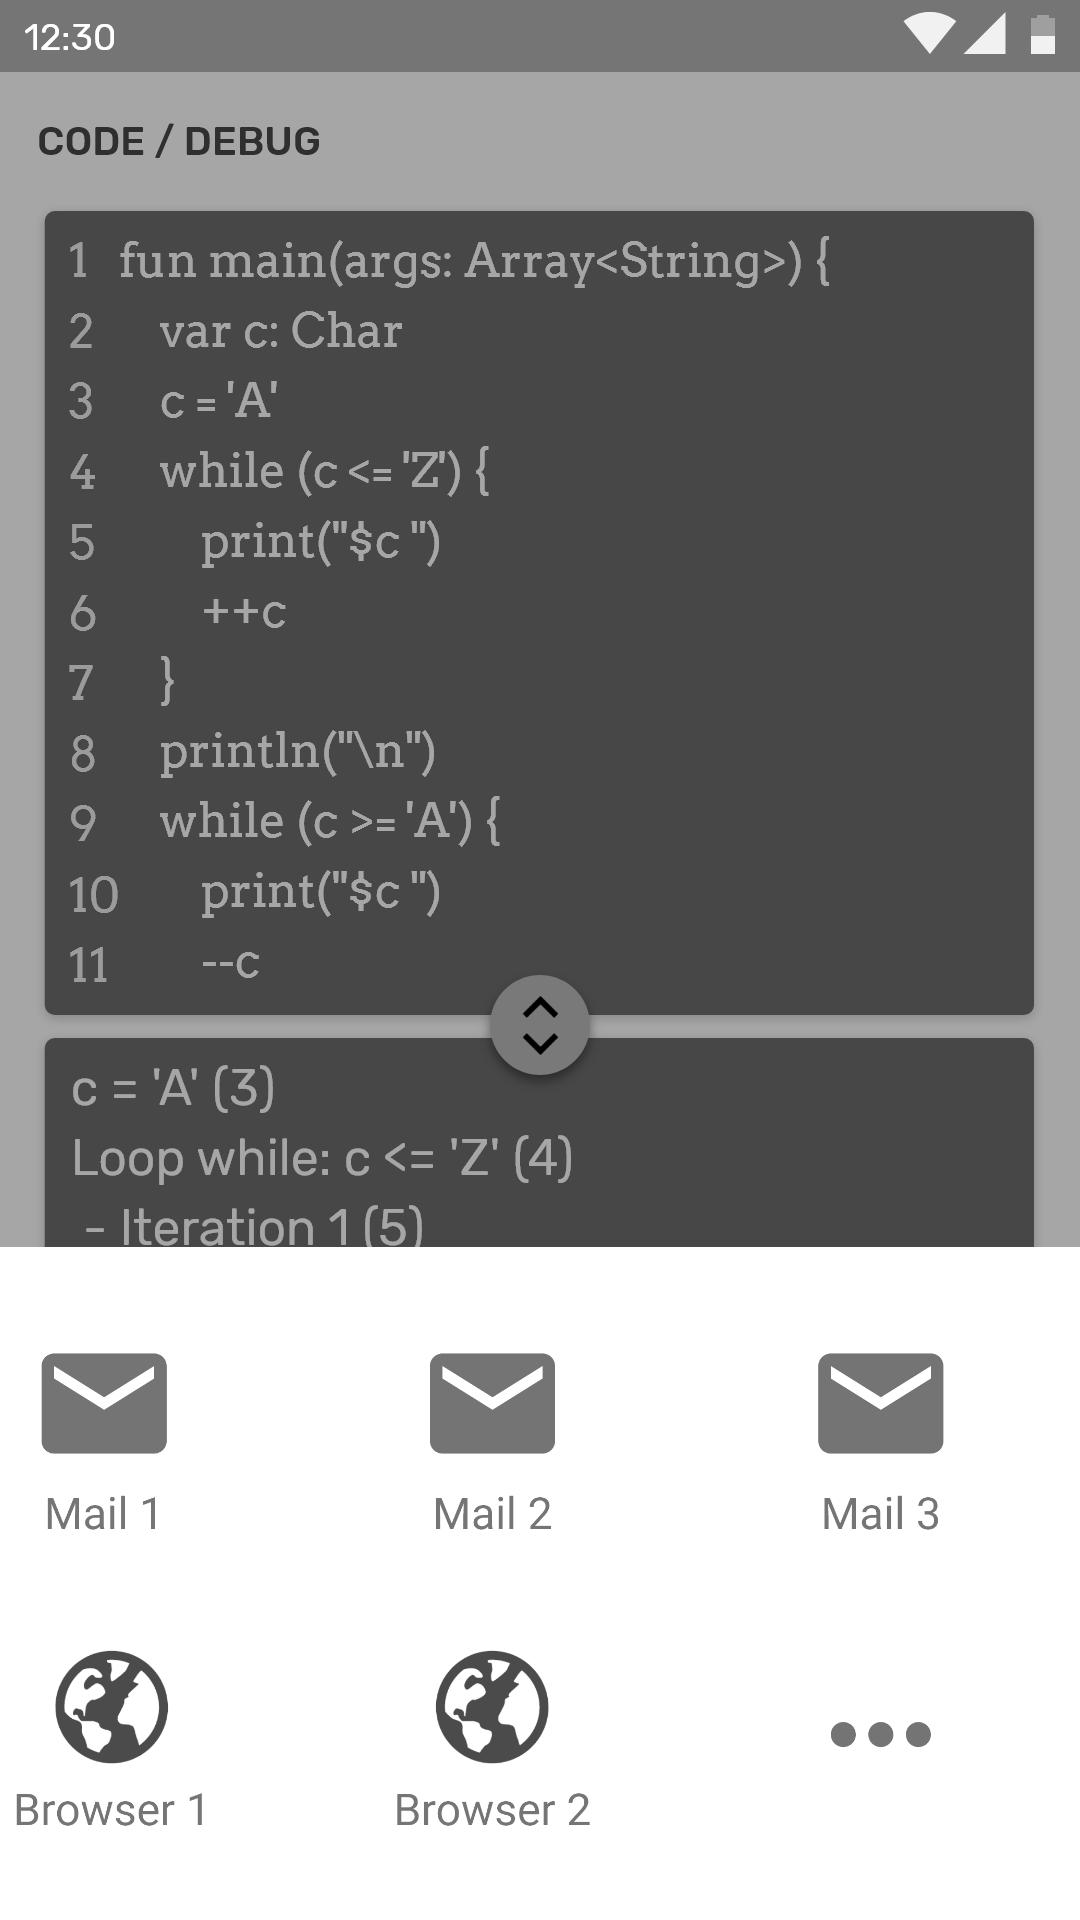 12:30
CODE / DEBUG
1 fun main(args: Array<String>) {
2 var c: Char
3 c = 'A'
4 while (c <= 'Z') {
5 print("$c ")
6 ++c
7 }
8 println("\n")
9 while (c >= 'A') {
10 print("$c ")
11 --c
c = 'A' (3)
Loop while: c <= 'Z' (4)
- Iteration 1 (5)
Mail 1 Mail 2 Mail 3
Browser 1 Browser 2